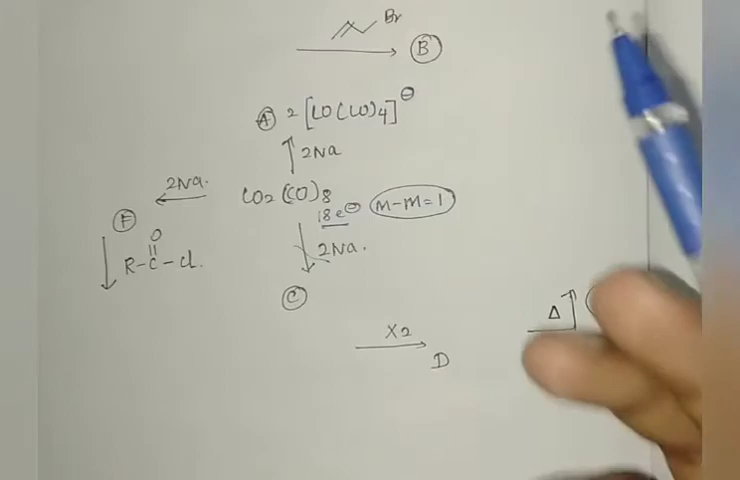 Br
B
A 2[CO(CO)4]⊖
2Na
2Na.
CO2(CO)8
18e⊖
M-M=1
F
O
R-C-Cl.
2Na.
C
Δ
X2
D